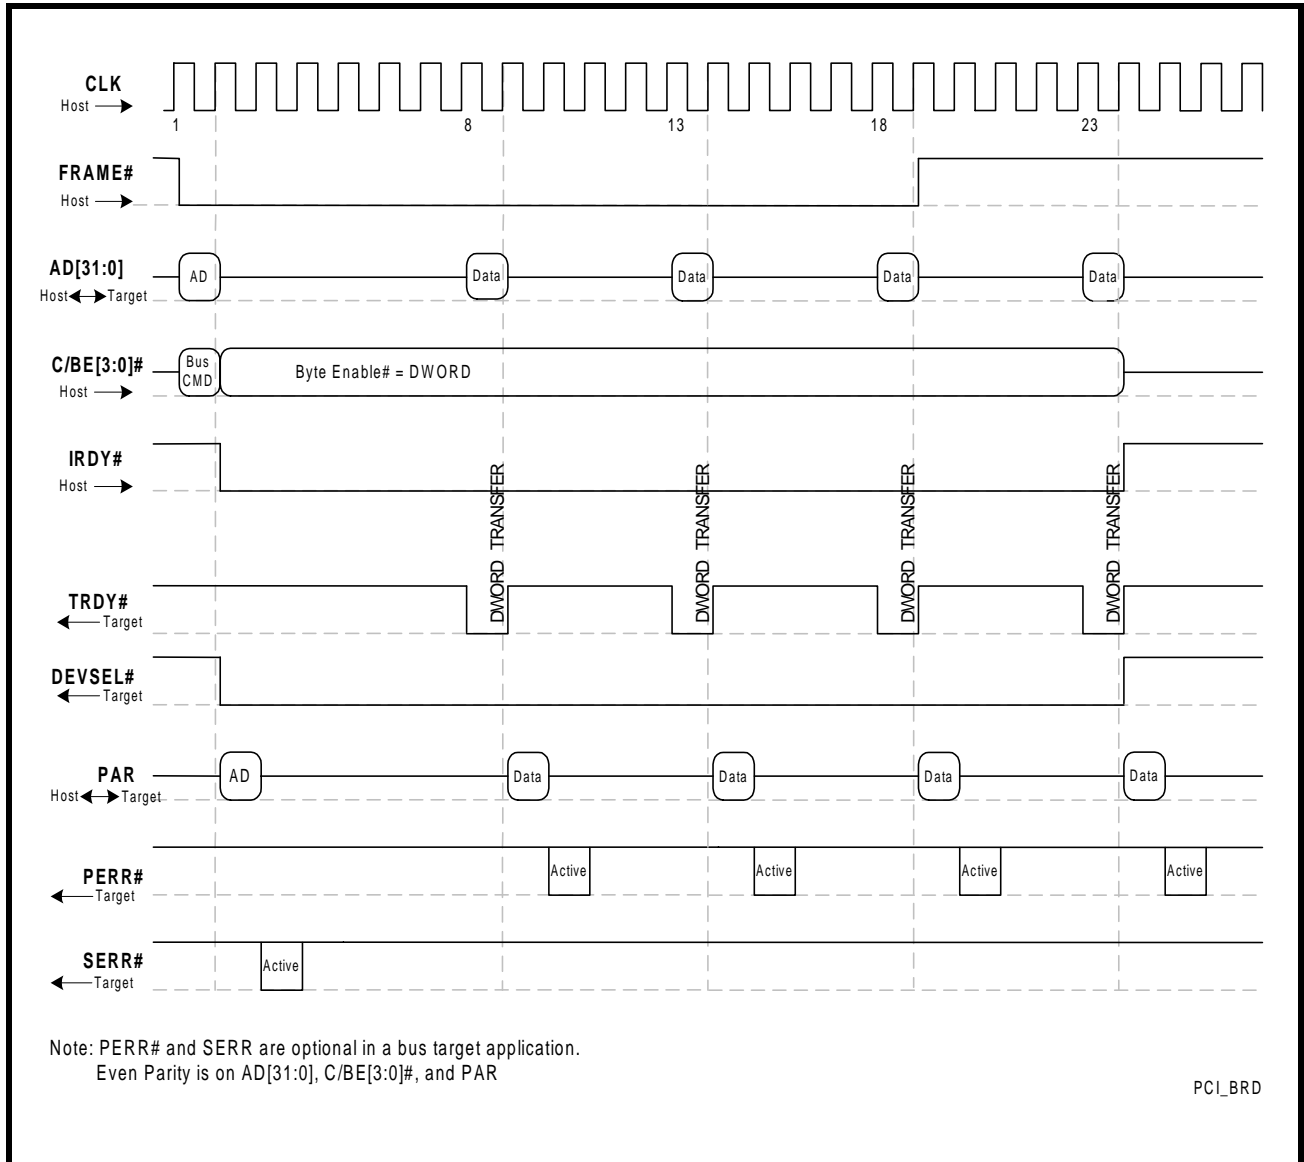 CLK
Host
1 8 13 18 23
FRAME#
Host
AD[31:0]
Host Target
AD Data Data Data Data
C/BE[3:0]#
Host
Bus
CMD
Byte Enable# = DWORD
IRDY#
Host
DWORD TRANSFER
DWORD TRANSFER
DWORD TRANSFER
DWORD TRANSFER
TRDY#
Target
DEVSEL#
Target
PAR
Host Target
AD Data Data Data Data
PERR#
Target
Active Active Active Active
SERR#
Target
Active
Note: PERR# and SERR are optional in a bus target application.
Even Parity is on AD[31:0], C/BE[3:0]#, and PAR
PCI_BRD